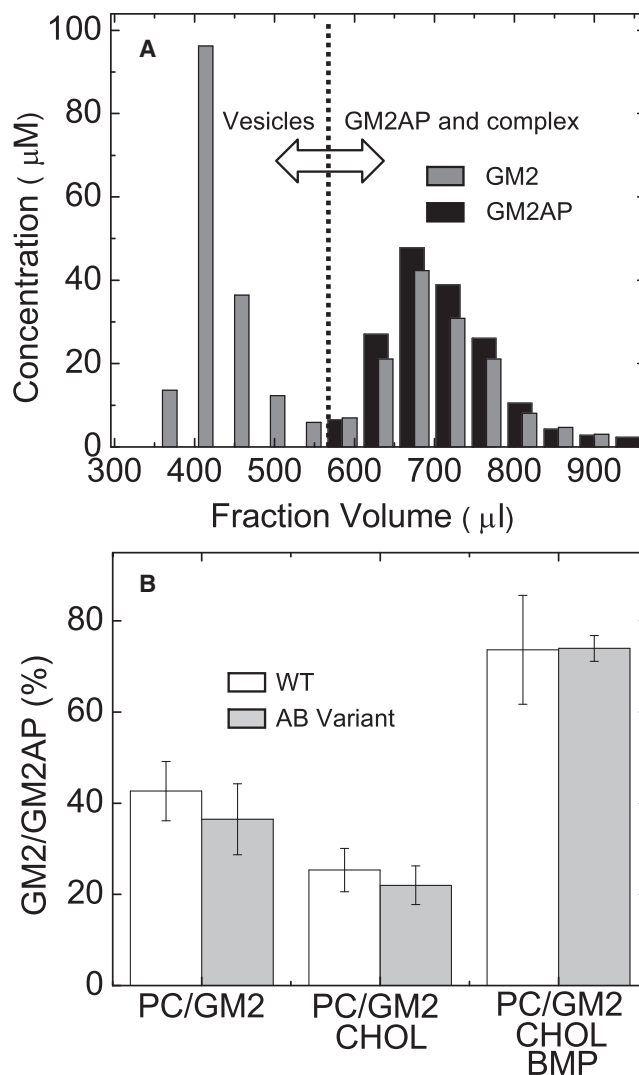 A
Concentration ( μM)
100
80
60
40
20
0
Vesicles
GM2AP and complex
GM2
GM2AP
300 400 500 600 700 800 900
Fraction Volume ( μl)
B
GM2/GM2AP (%)
80
60
40
20
0
WT
AB Variant
PC/GM2
PC/GM2
CHOL
PC/GM2
CHOL
BMP